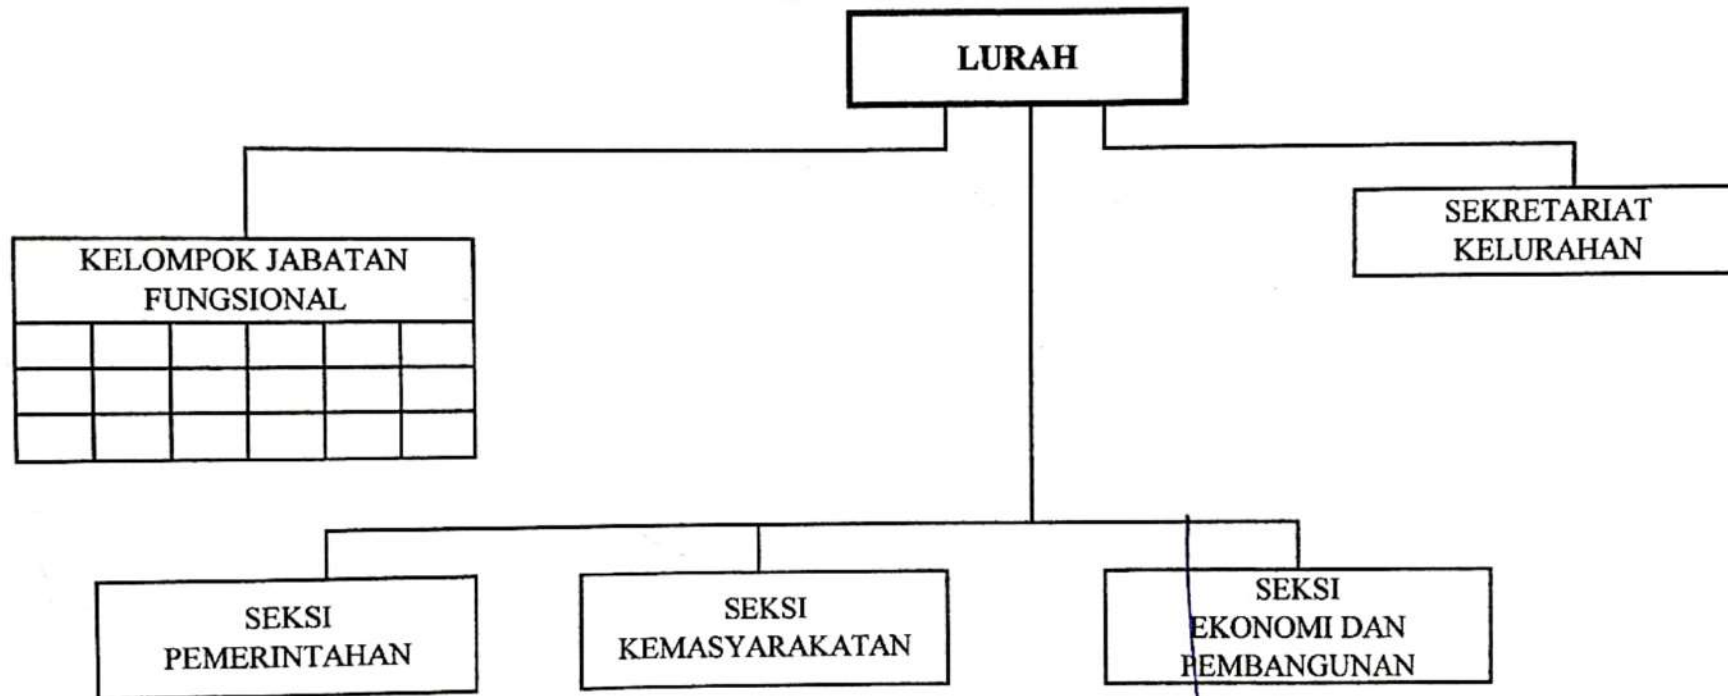 LURAH
SEKRETARIAT
KELURAHAN
KELOMPOK JABATAN
FUNGSIONAL
SEKSI
PEMERINTAHAN
SEKSI
KEMASYARAKATAN
SEKSI
EKONOMI DAN
PEMBANGUNAN